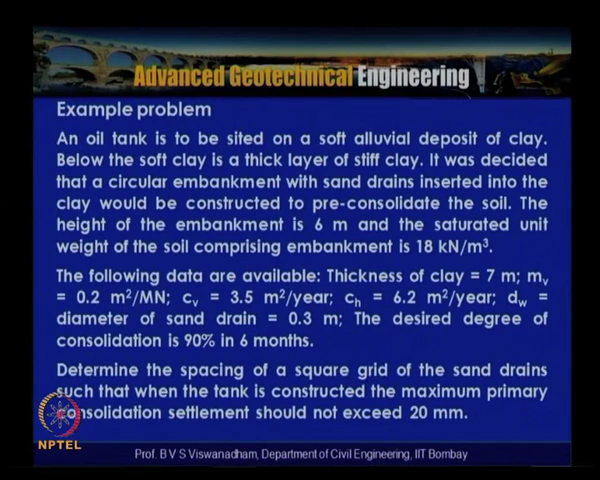 Advanced Geotechnical Engineering
Example problem
An oil tank is to be sited on a soft alluvial deposit of clay.
Below the soft clay is a thick layer of stiff clay. It was decided
that a circular embankment with sand drains inserted into the
clay would be constructed to pre-consolidate the soil. The
height of the embankment is 6 m and the saturated unit
weight of the soil comprising embankment is 18 kN/m³.
The following data are available: Thickness of clay = 7 m; mᵥ
= 0.2 m²/MN; cᵥ = 3.5 m²/year; cₕ = 6.2 m²/year; d_w =
diameter of sand drain = 0.3 m; The desired degree of
consolidation is 90% in 6 months.
Determine the spacing of a square grid of the sand drains
such that when the tank is constructed the maximum primary
consolidation settlement should not exceed 20 mm.
NPTEL
Prof. B V S Viswanadham, Department of Civil Engineering, IIT Bombay